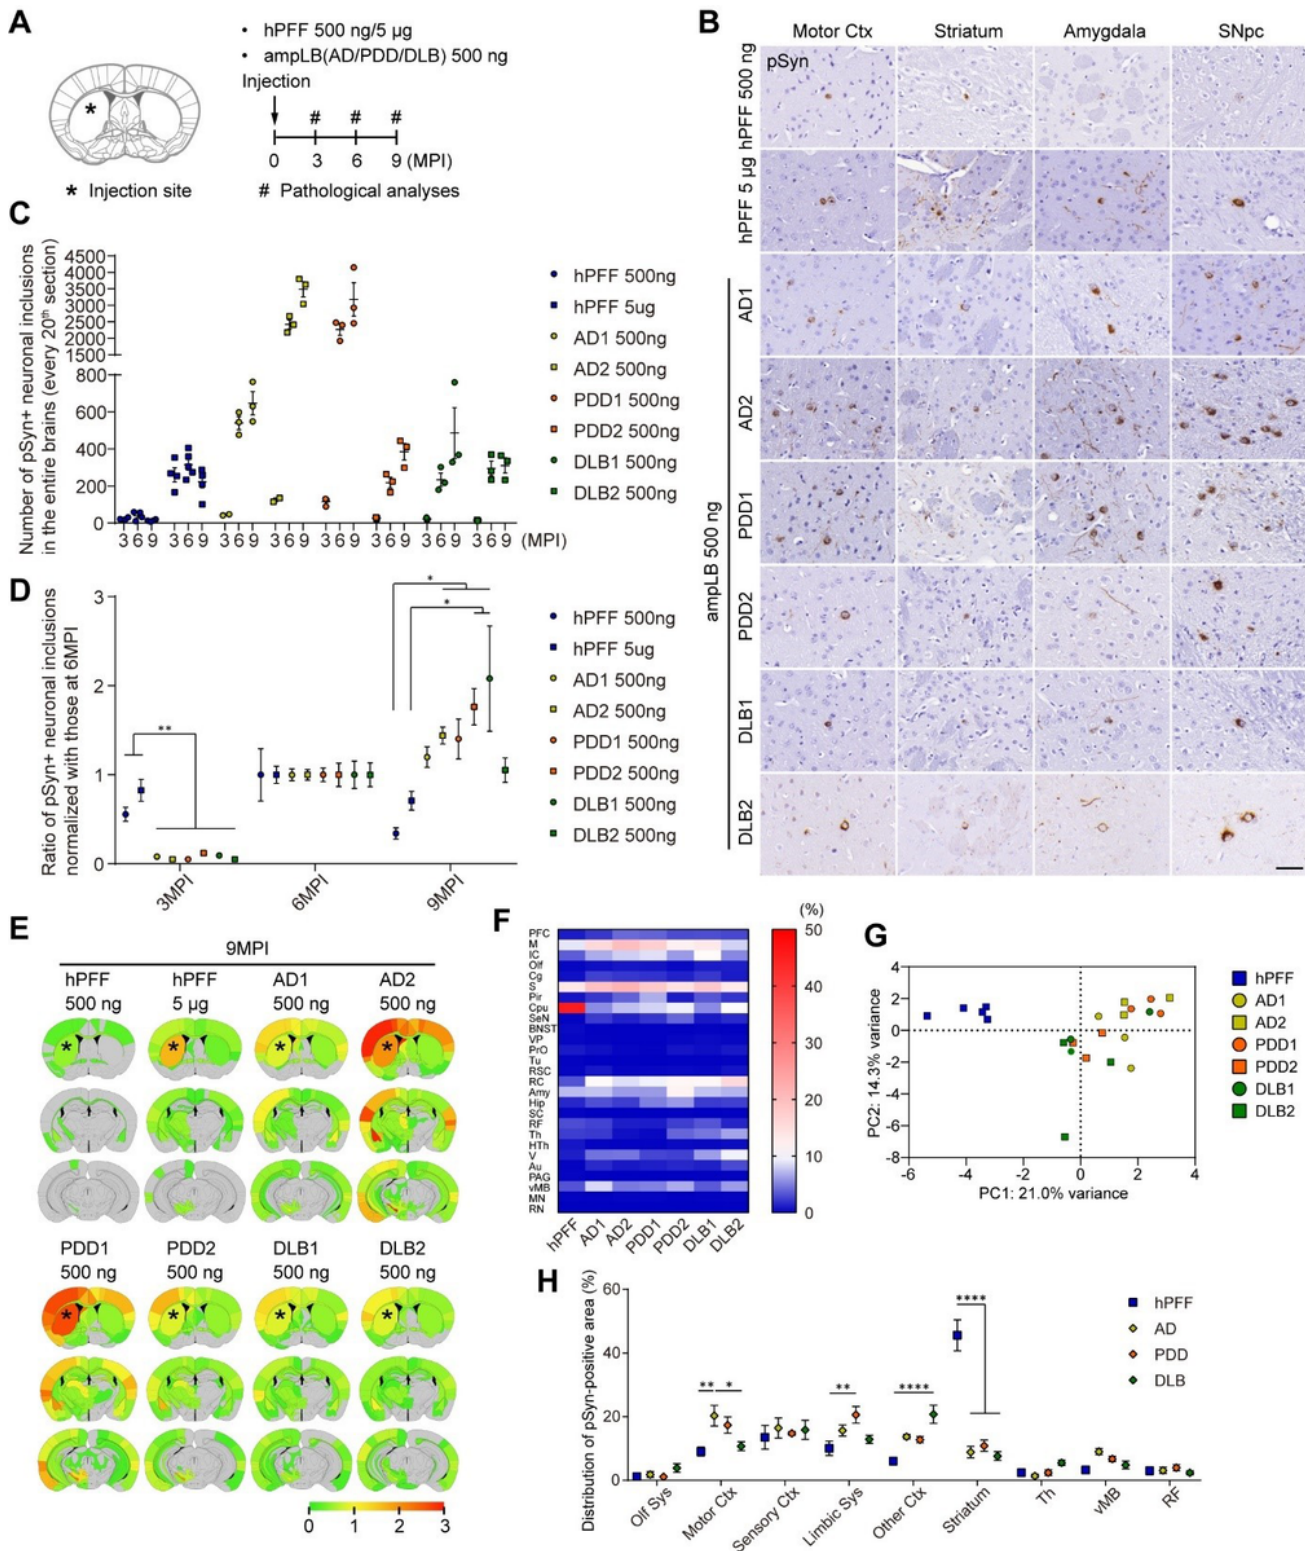 A
• hPFF 500 ng/5 µg
• ampLB(AD/PDD/DLB) 500 ng
Injection
*
# # #
0 3 6 9 (MPI)
* Injection site
# Pathological analyses
B
Motor Ctx Striatum Amygdala SNpc
pSyn
hPFF 500 ng
hPFF 5 µg
ampLB 500 ng
AD1
AD2
PDD1
PDD2
DLB1
DLB2
C
Number of pSyn+ neuronal inclusions
in the entire brains (every 20th section)
4500
4000
3500
3000
2500
2000
1500
800
600
400
200
0
3 6 9 3 6 9 3 6 9 3 6 9 3 6 9 3 6 9 3 6 9 3 6 9 (MPI)
hPFF 500ng
hPFF 5ug
AD1 500ng
AD2 500ng
PDD1 500ng
PDD2 500ng
DLB1 500ng
DLB2 500ng
D
Ratio of pSyn+ neuronal inclusions
normalized with those at 6MPI
3
2
1
0
**
*
*
3MPI 6MPI 9MPI
hPFF 500ng
hPFF 5ug
AD1 500ng
AD2 500ng
PDD1 500ng
PDD2 500ng
DLB1 500ng
DLB2 500ng
E
9MPI
hPFF hPFF AD1 AD2
500 ng 5 µg 500 ng 500 ng
* * * *
PDD1 PDD2 DLB1 DLB2
500 ng 500 ng 500 ng 500 ng
* * * *
0 1 2 3
F
PFC
M
IC
Olf
Cg
S
Pir
Cpu
SeN
BNST
VP
PrO
Tu
RSC
RC
Amy
Hip
SC
RF
Th
HTh
V
Au
PAG
vMB
MN
RN
hPFF AD1 AD2 PDD1 PDD2 DLB1 DLB2
(%)
50
40
30
20
10
0
G
PC2: 14.3% variance
4
2
0
-2
-4
-6
-8
-6 -4 -2 0 2 4
PC1: 21.0% variance
hPFF
AD1
AD2
PDD1
PDD2
DLB1
DLB2
H
Distribution of pSyn-positive area (%)
60
40
20
0
** * ** **** ****
Olf Sys Motor Ctx Sensory Ctx Limbic Sys Other Ctx Striatum Th vMB RF
hPFF
AD
PDD
DLB